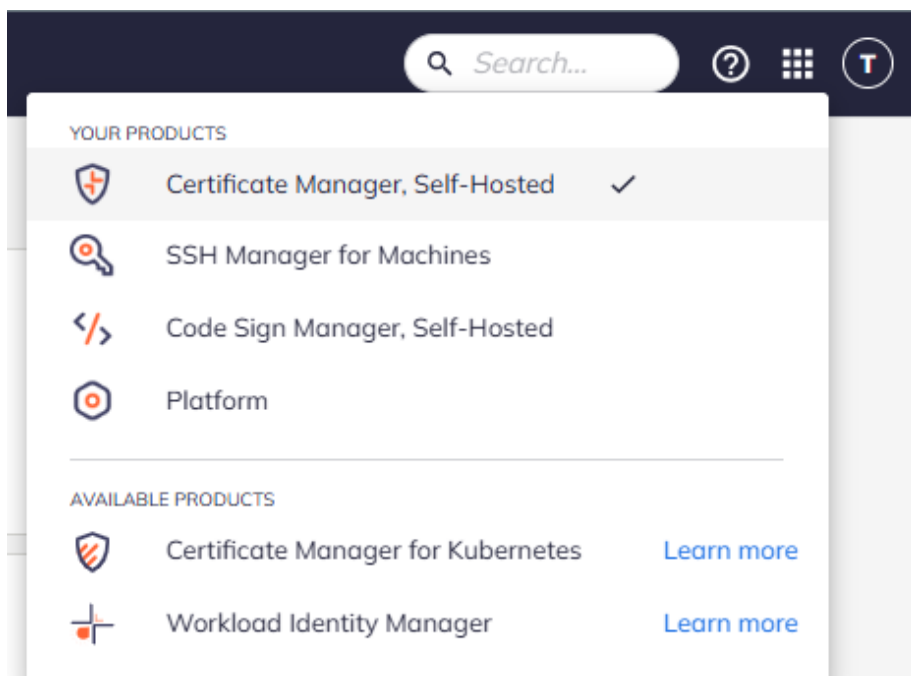 Search...
T
YOUR PRODUCTS
Certificate Manager, Self-Hosted
SSH Manager for Machines
Code Sign Manager, Self-Hosted
Platform
AVAILABLE PRODUCTS
Certificate Manager for Kubernetes Learn more
Workload Identity Manager Learn more